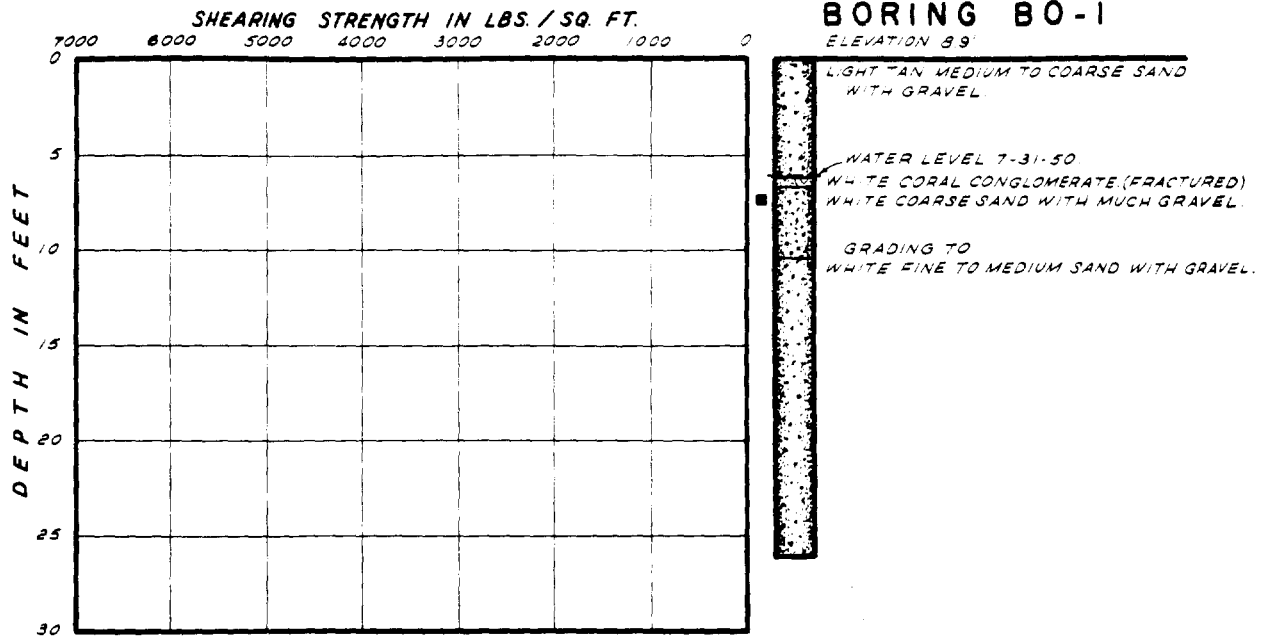 SHEARING STRENGTH IN LBS. / SQ. FT.
BORING BO-1
7000 6000 5000 4000 3000 2000 1000 0
ELEVATION 8.9'
0
LIGHT TAN MEDIUM TO COARSE SAND
WITH GRAVEL.
5
WATER LEVEL 7-31-50.
WHITE CORAL CONGLOMERATE.(FRACTURED)
WHITE COARSE SAND WITH MUCH GRAVEL.
10
GRADING TO
WHITE FINE TO MEDIUM SAND WITH GRAVEL.
15
20
25
30
DEPTH IN FEET